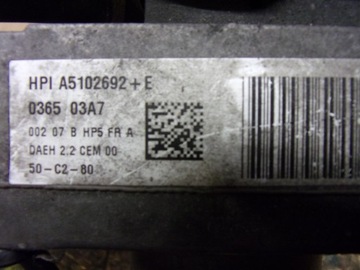 HPI A5102692+E
0365 03A7
002 07 B HP5 FR A
DAEH 2.2 CEM 00
50-C2-80